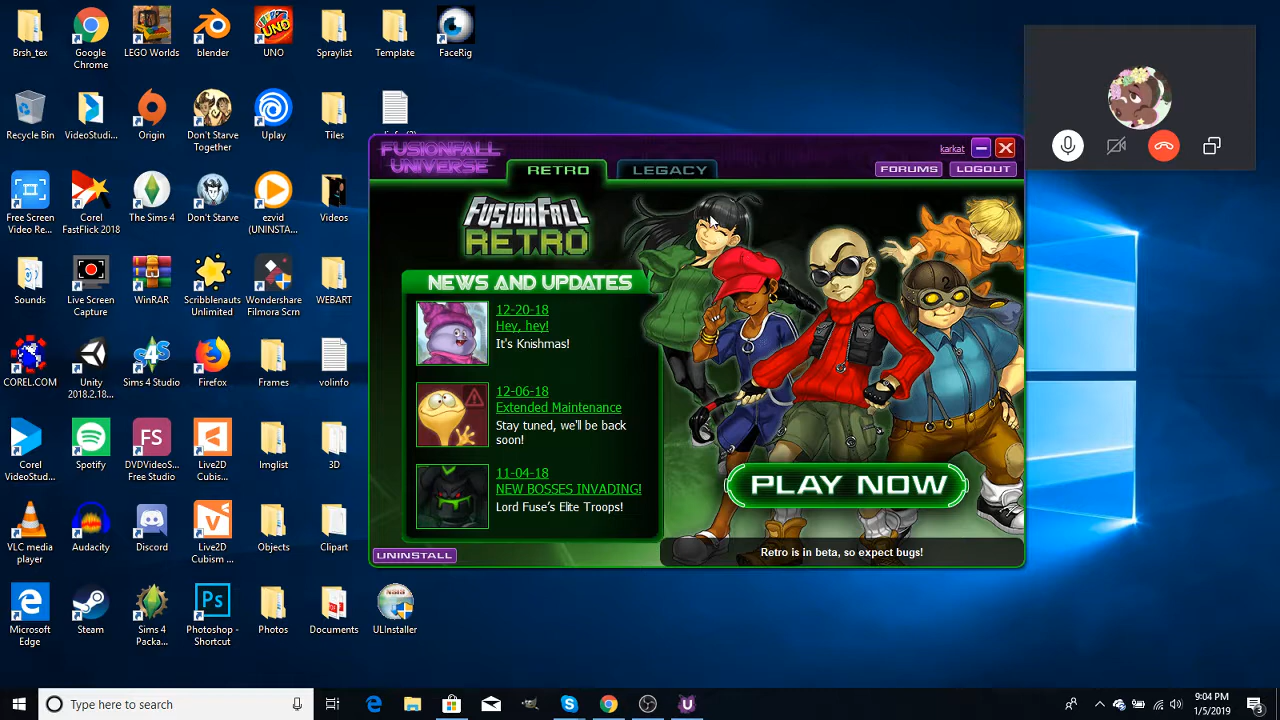 Brsh_tex
Google
Chrome
LEGO Worlds
blender
UNO
Spraylist
Template
FaceRig
Recycle Bin
VideoStudi...
Origin
Don't Starve
Together
Uplay
Tiles
Free Screen
Video Re...
Corel
FastFlick 2018
The Sims 4
Don't Starve
ezvid
(UNINSTA...
Videos
Sounds
Live Screen
Capture
WinRAR
Scribblenauts
Unlimited
Wondershare
Filmora Scrn
WEBART
COREL.COM
Unity
2018.2.18...
Sims 4 Studio
Firefox
Frames
volinfo
Corel
VideoStud...
Spotify
DVDVideoS...
Free Studio
Live2D
Cubis...
Imglist
3D
VLC media
player
Audacity
Discord
Live2D
Cubism ...
Objects
Clipart
Microsoft
Edge
Steam
Sims 4
Packa...
Photoshop -
Shortcut
Photos
Documents
ULInstaller
FUSIONFALL
UNIVERSE
RETRO
LEGACY
karkat
FORUMS
LOGOUT
FUSIONFALL
RETRO
NEWS AND UPDATES
12-20-18
Hey, hey!
It's Knishmas!
12-06-18
Extended Maintenance
Stay tuned, we'll be back
soon!
11-04-18
NEW BOSSES INVADING!
Lord Fuse's Elite Troops!
PLAY NOW
UNINSTALL
Retro is in beta, so expect bugs!
Type here to search
9:04 PM
1/5/2019